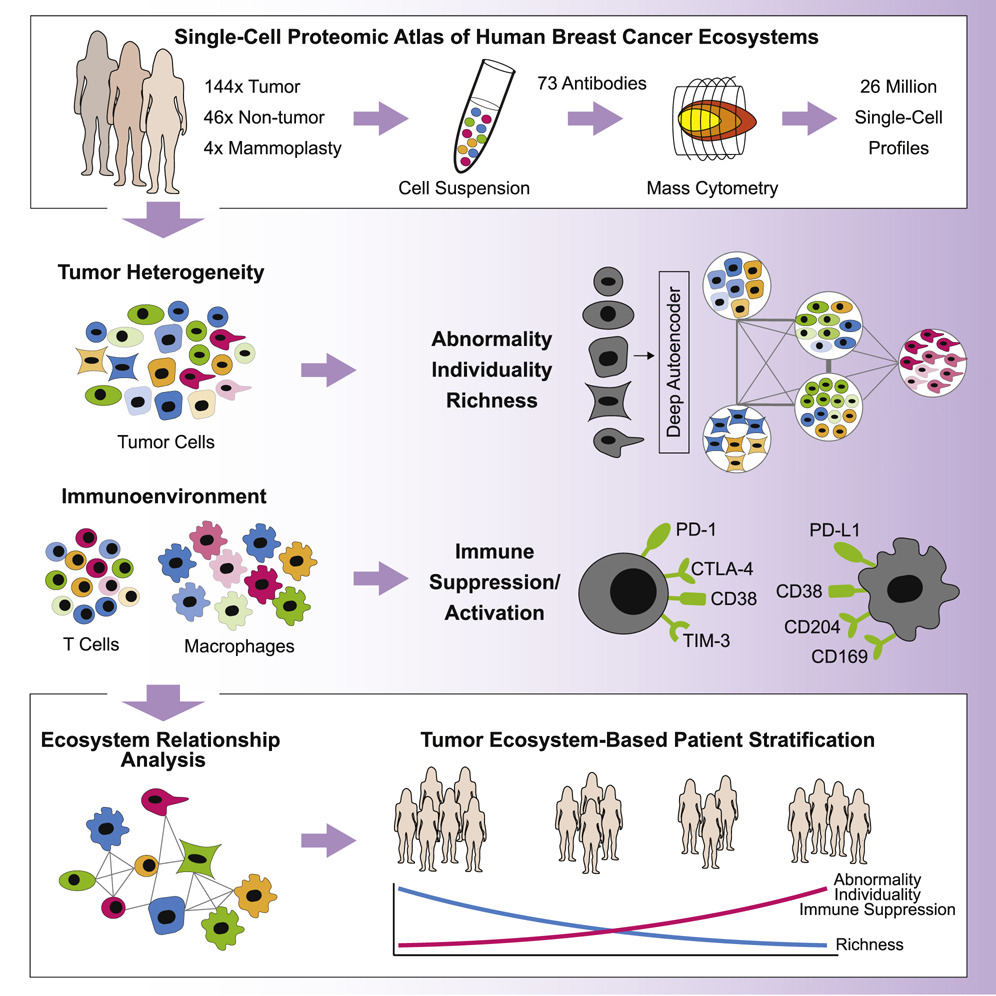 Single-Cell Proteomic Atlas of Human Breast Cancer Ecosystems
144x Tumor
46x Non-tumor
4x Mammoplasty
Cell Suspension
73 Antibodies
Mass Cytometry
26 Million
Single-Cell
Profiles
Tumor Heterogeneity
Tumor Cells
Abnormality
Individuality
Richness
Deep Autoencoder
Immunoenvironment
T Cells
Macrophages
Immune
Suppression/
Activation
PD-1
CTLA-4
CD38
TIM-3
PD-L1
CD38
CD204
CD169
Ecosystem Relationship
Analysis
Tumor Ecosystem-Based Patient Stratification
Abnormality
Individuality
Immune Suppression
Richness